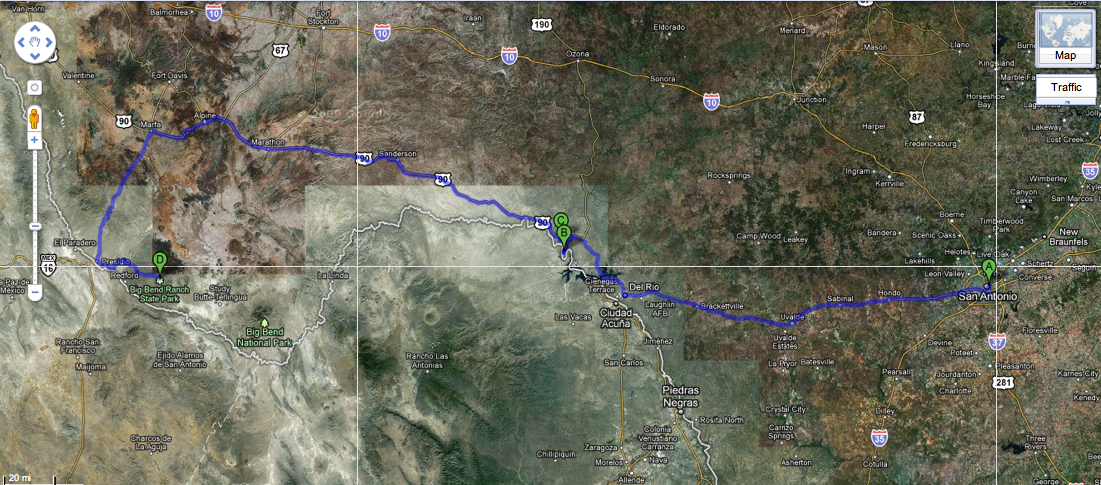 Van Horn
Balmorhea
10
Fort
Stockton
10
Iraan
190
Eldorado
Menard
Mason
Llano
Map
Traffic
67
10
Ozona
Sonora
10
Junction
Kingsland
Marble
Horseshoe
Bay
Valentine
Fort Davis
87
Lakeway
Lost Creek
90
Marfa
Alpine
Marathon
90
Sanderson
90
Harper
Fredericksburg
Rocksprings
Ingram
Kerrville
35
Wimberley
Canyon
Lake
San Marcos
Boerne
Timberwood
Park
New
Braunfels
Camp Wood
Leakey
Bandera
Scenic Oaks
Helotes
Live Oak
Lakehills
Leon Valley
Schertz
Converse
Seguin
90
C
B
A
San Antonio
El Paradero
MEX
16
Presidio
Redford
D
Big Bend Ranch
State Park
Study
Butte-Terlingua
La Linda
Cienegas
Terrace
Del Rio
Laughlin
AFB
Brackettville
Uvalde
Sabinal
Hondo
La Paz de
México
Big Bend
National Park
Las Vacas
Ciudad
Acuña
Uvalde
Estates
Devine
Poteet
37
Floresville
Rancho San
Francisco
Maijoma
Ejido Alamos
de San Antonio
Rancho Las
Antonias
Jiménez
San Carlos
La Pryor
Batesville
Pearsall
Jourdanton
Pleasanton
Charlotte
281
Karnes City
Kenedy
Piedras
Negras
Rosita North
Crystal City
Carrizo
Springs
Dilley
35
Charcos de
La Aguja
Colonia
Venustiano
Carranza
Zaragoza
Nava
Morelos
Allende
Chillipiquin
Asherton
Cotulla
Three
Rivers
George
20 mi